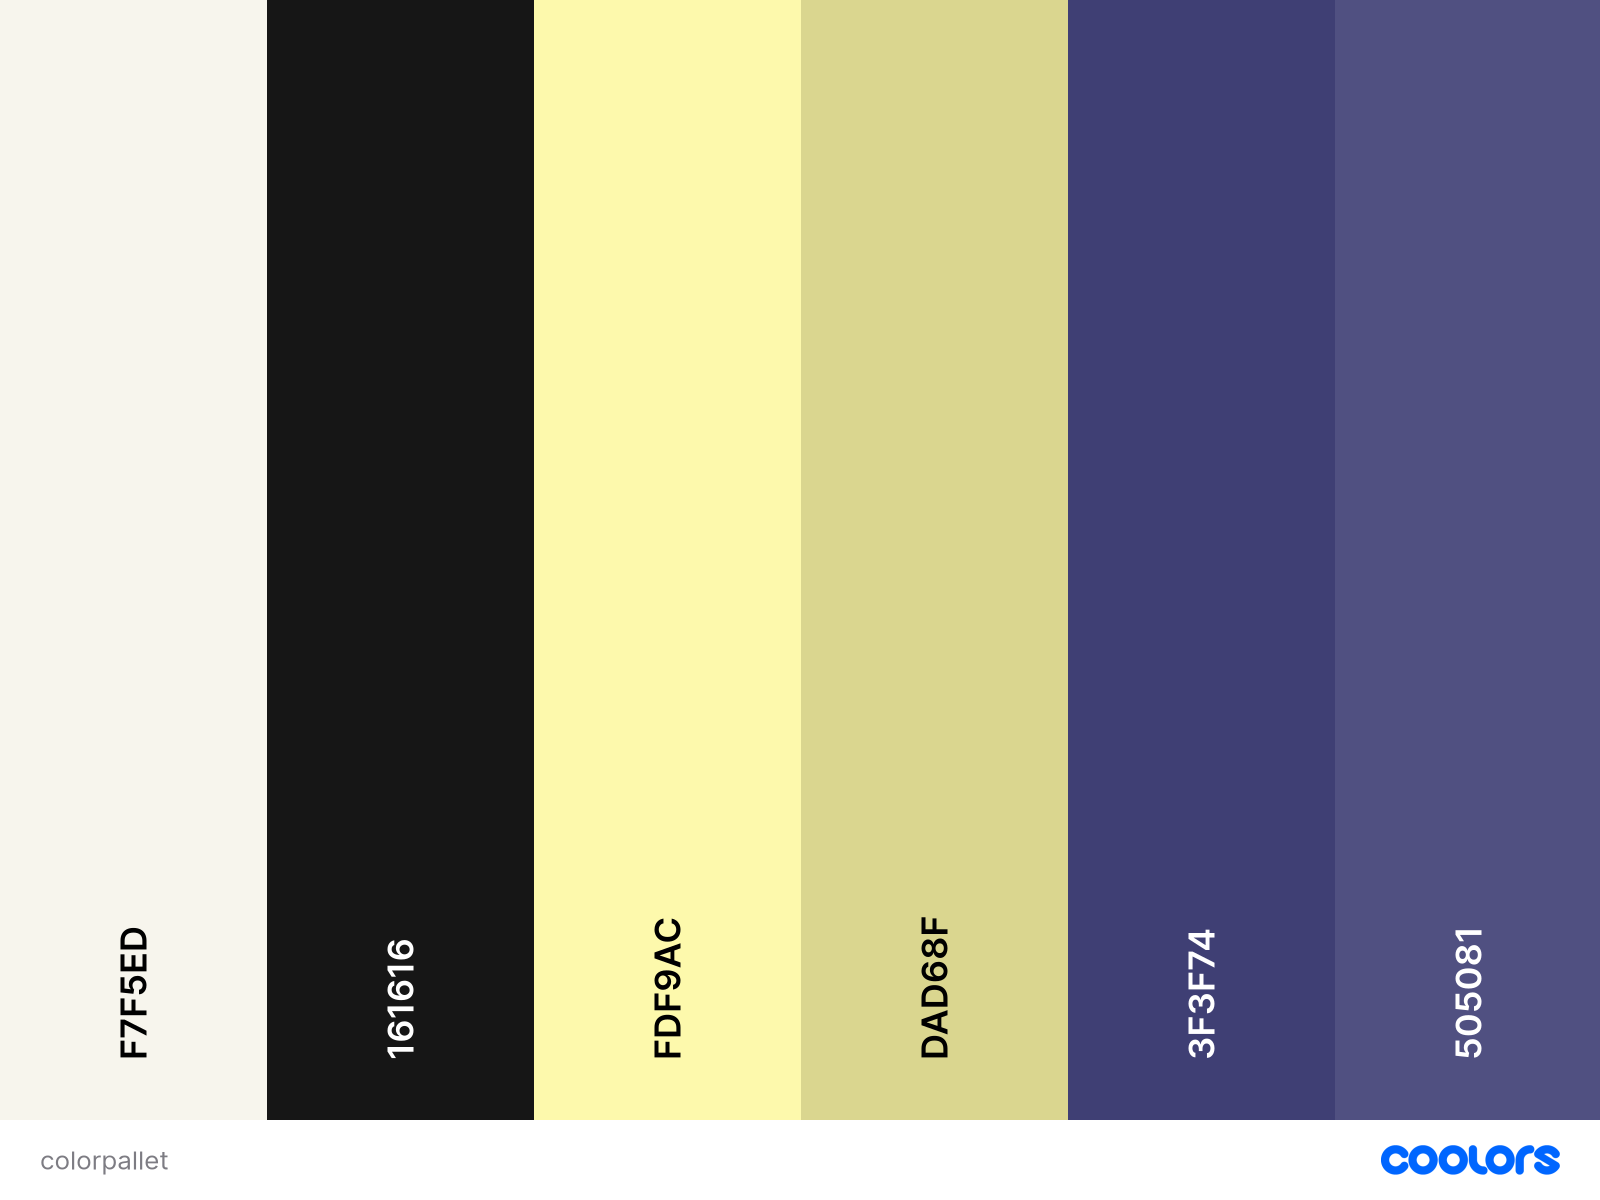 F7F5ED
161616
FDF9AC
DAD68F
3F3F74
505081
colorpallet
coolors